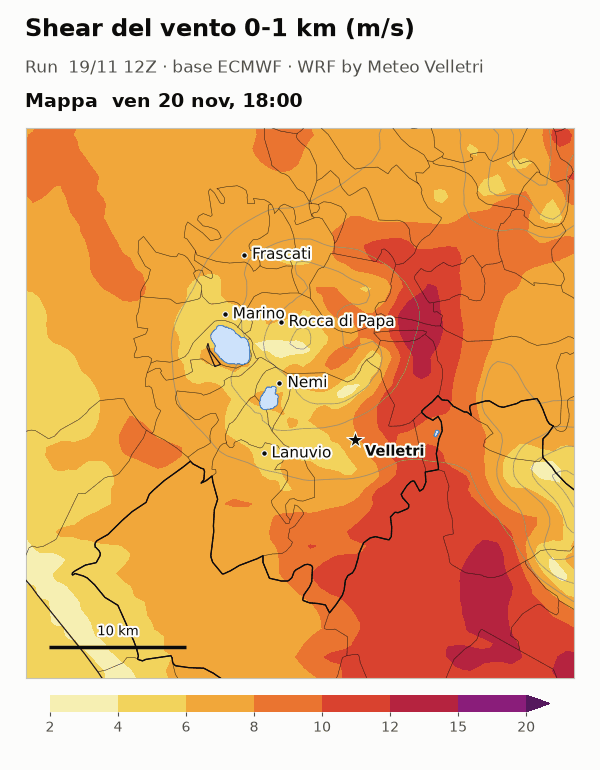 Shear del vento 0-1 km (m/s)
Run 19/11 12Z · base ECMWF · WRF by Meteo Velletri
Mappa ven 20 nov, 18:00
Frascati
Marino
Rocca di Papa
Nemi
Velletri
Lanuvio
10 km
2 4 6 8 10 12 15 20